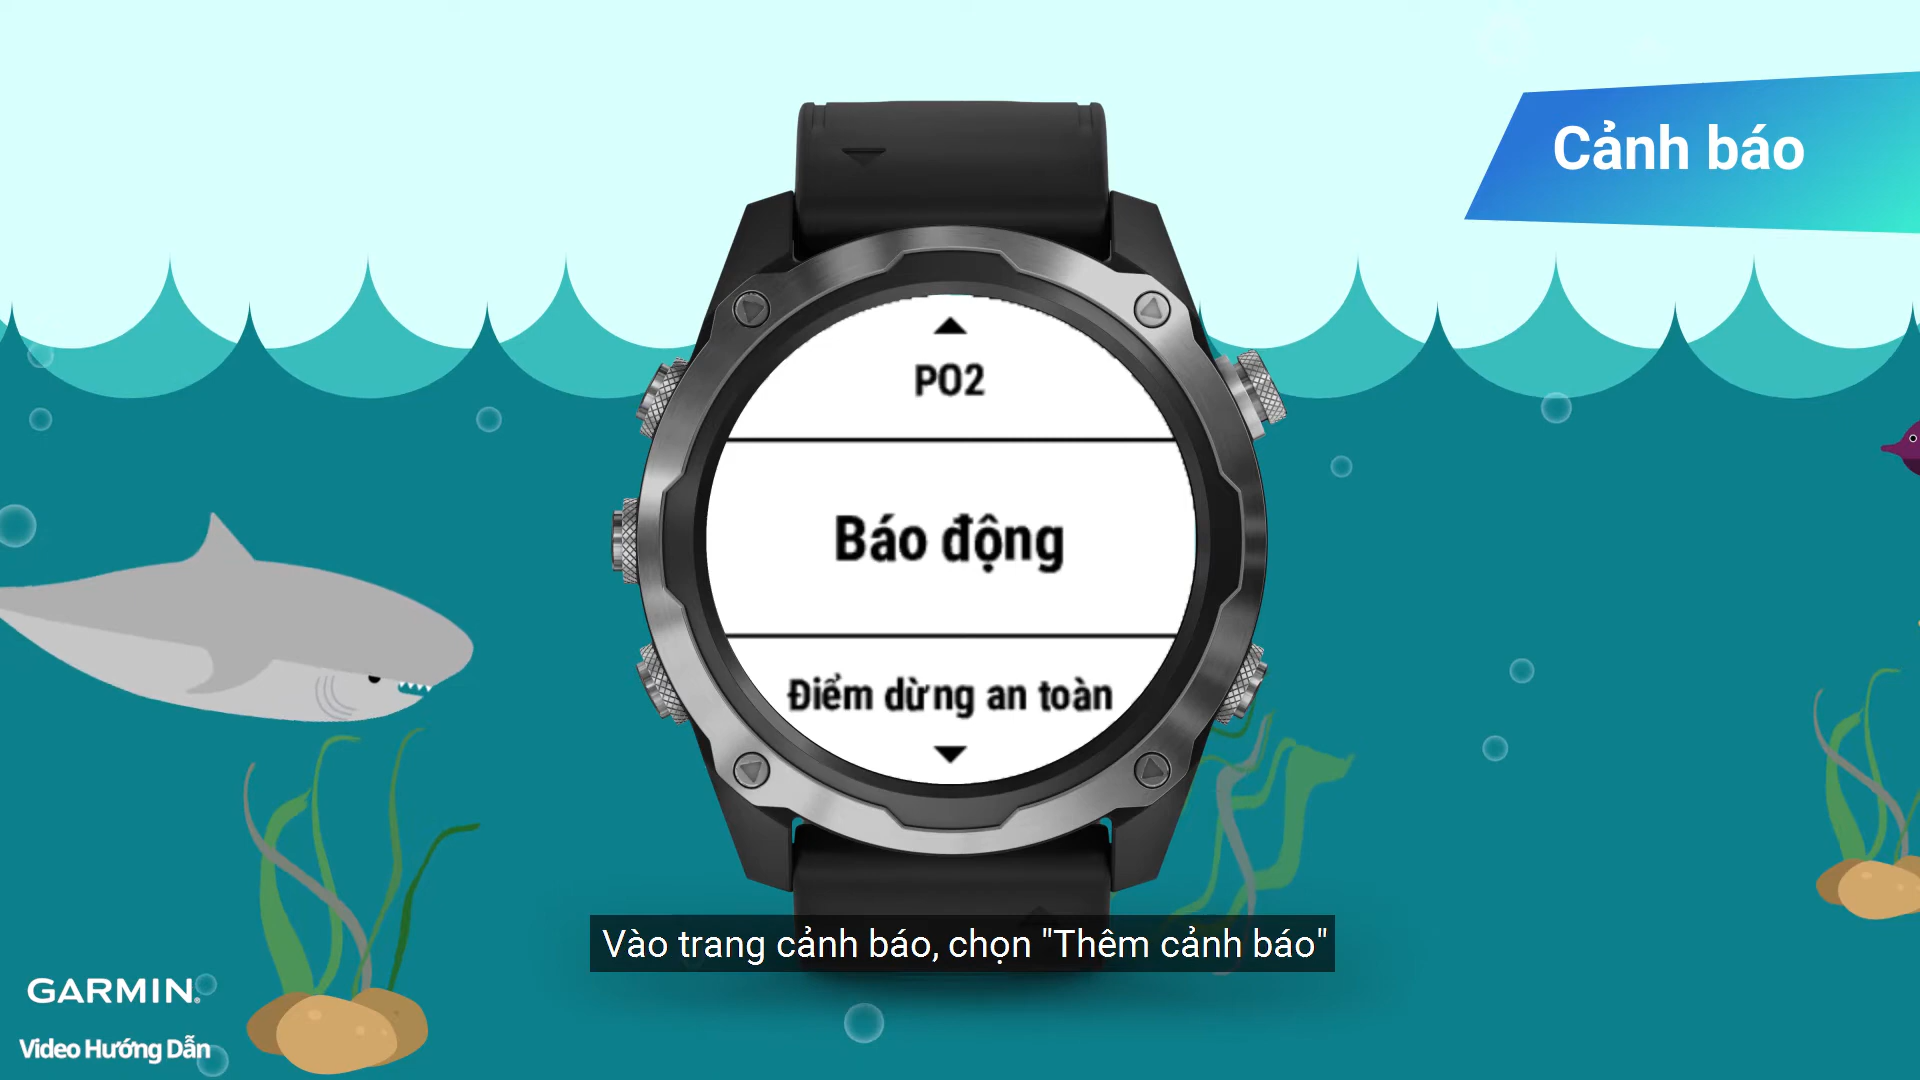 Cảnh báo
PO2
Báo động
Điểm dừng an toàn
Vào trang cảnh báo, chọn "Thêm cảnh báo"
GARMIN®
Video Hướng Dẫn